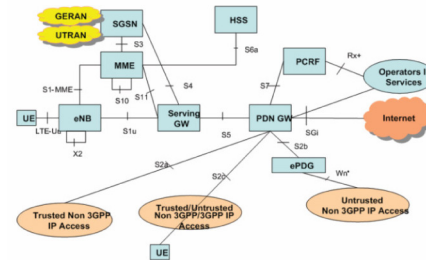 GERAN
UTRAN
SGSN
HSS
S3
S6a
MME
PCRF
Rx+
S1-MME
S10
S11
S4
S7
Operators I
Services
UE
LTE-Uu
eNB
S1u
Serving
GW
S5
PDN GW
SGi
Internet
X2
S2a
S2c
S2b
ePDG
Wn*
Trusted Non 3GPP
IP Access
Trusted/Untrusted
Non 3GPP/3GPP IP
Access
Untrusted
Non 3GPP IP Access
UE